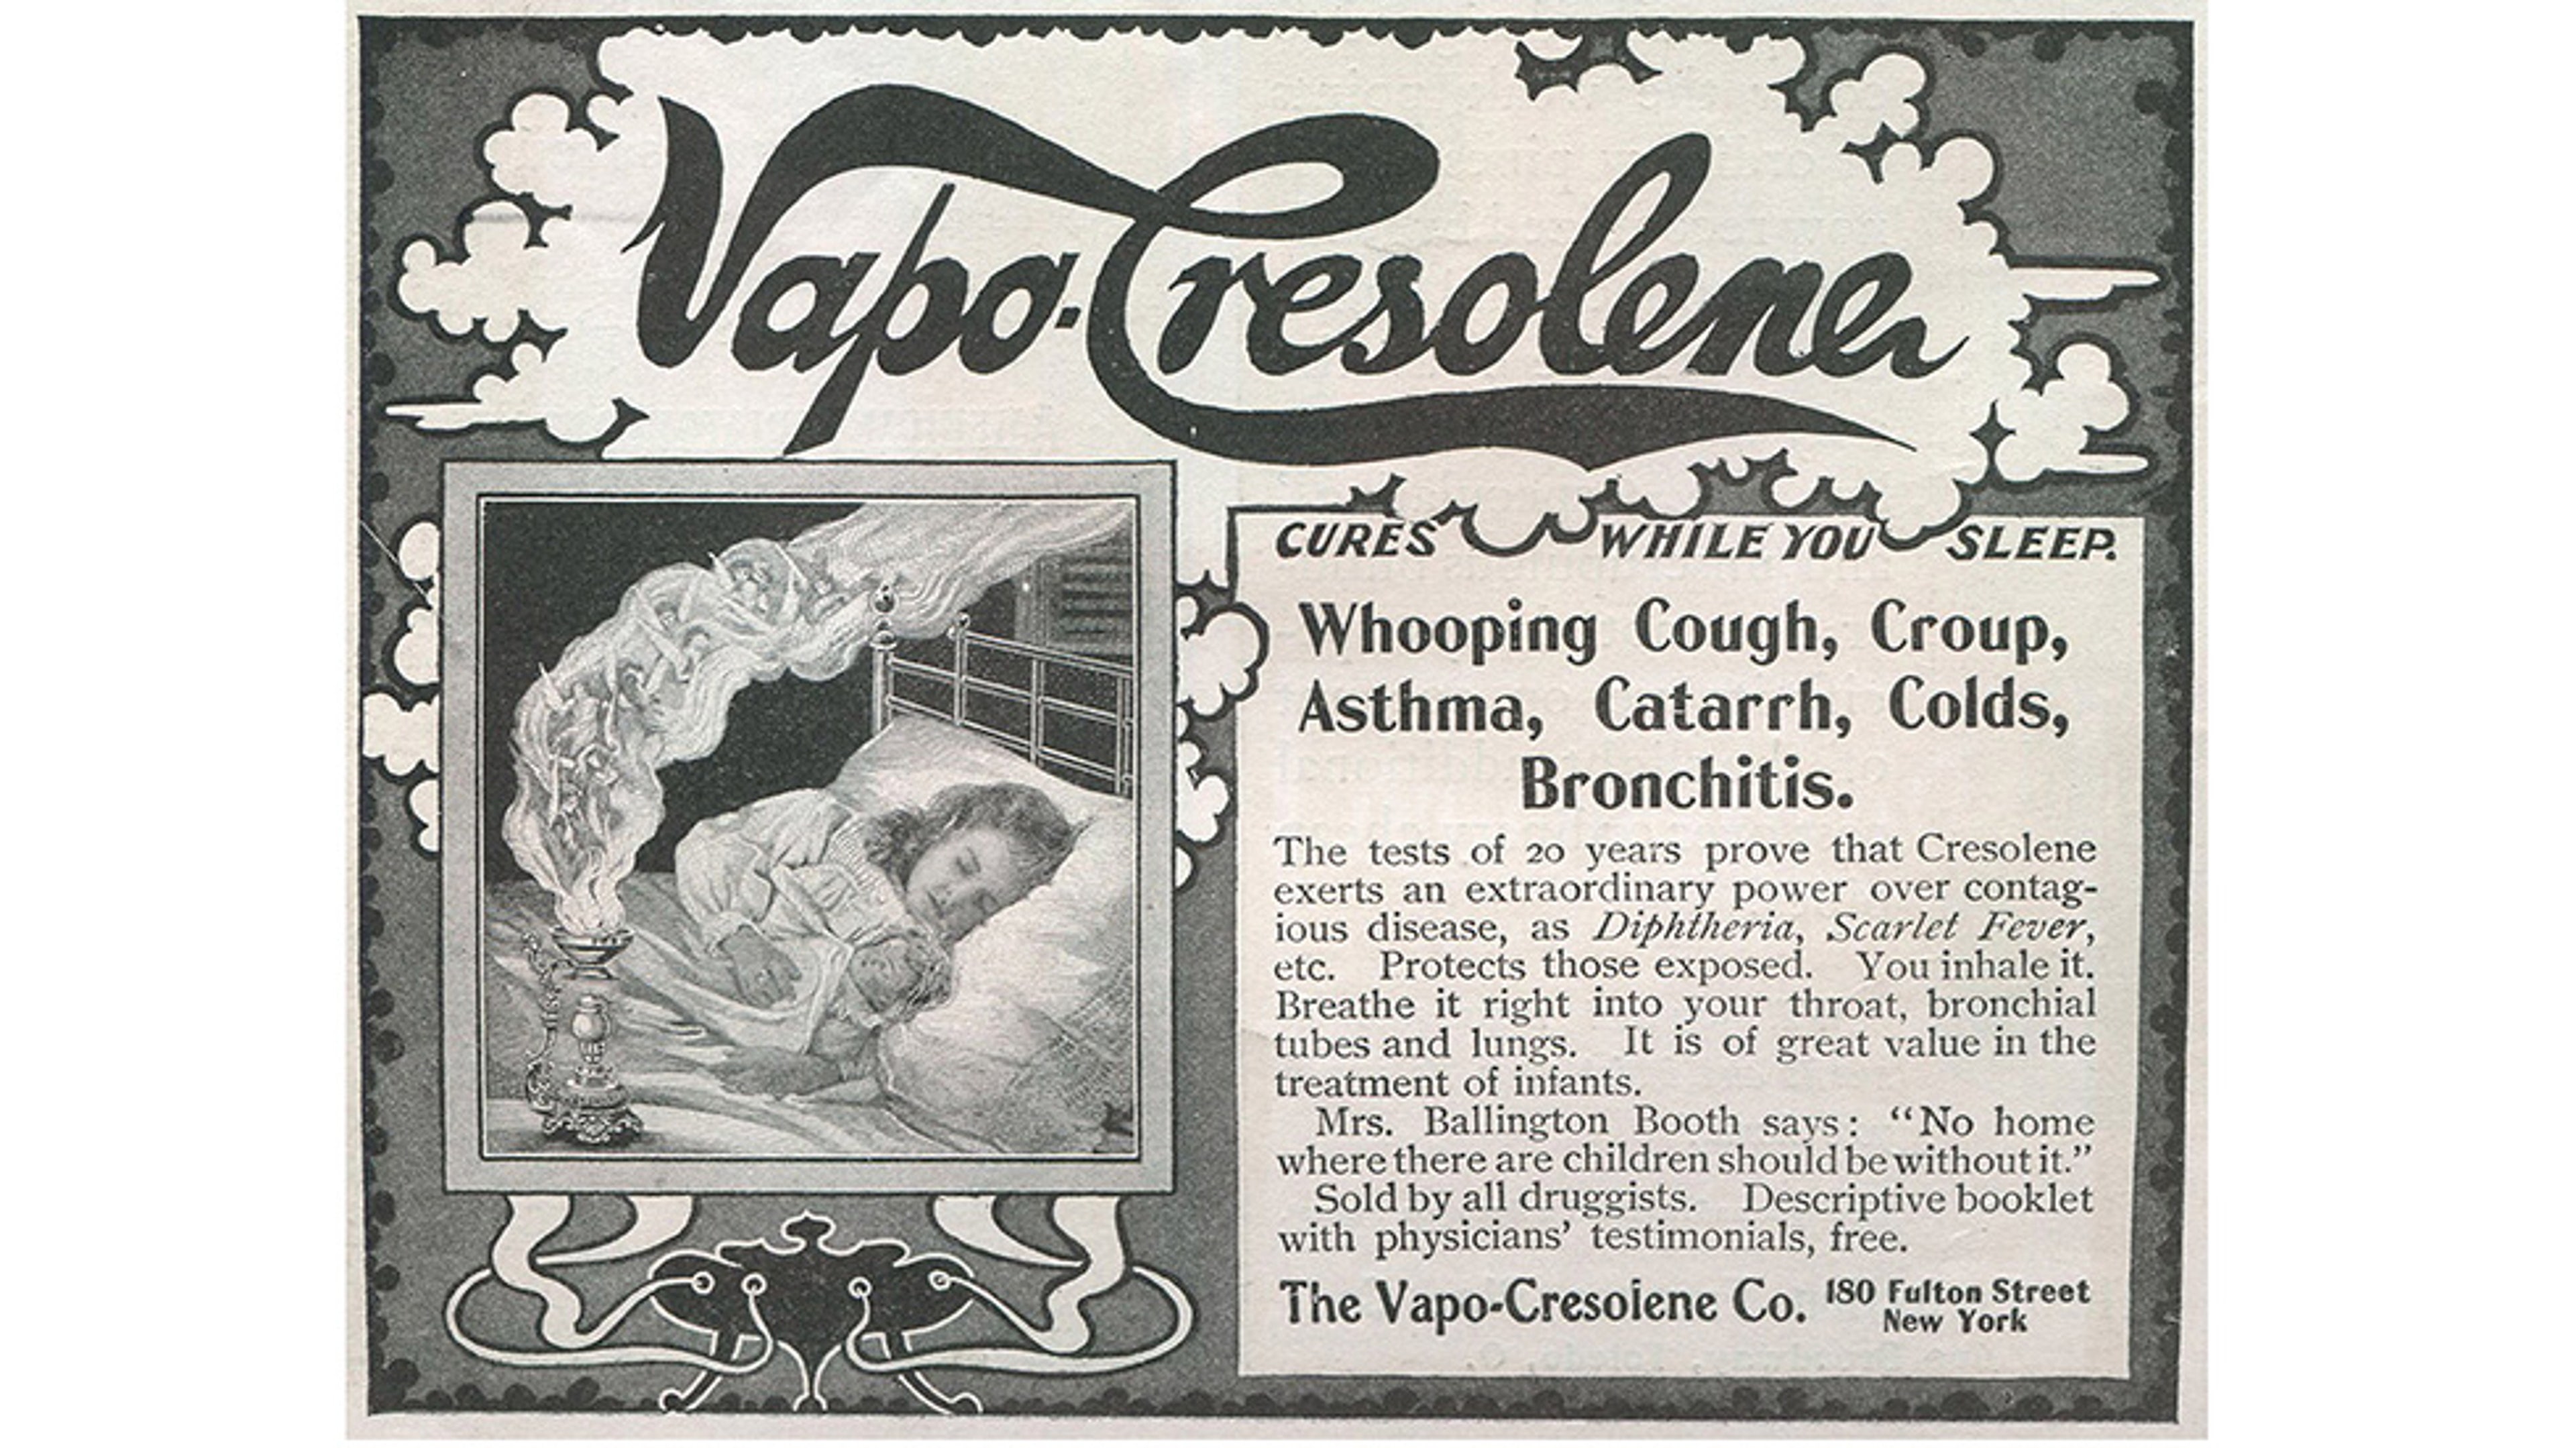 Vapo-Cresolene
CURES WHILE YOU SLEEP.
Whooping Cough, Croup,
Asthma, Catarrh, Colds,
Bronchitis.
The tests of 20 years prove that Cresolene
exerts an extraordinary power over contag-
ious disease, as Diphtheria, Scarlet Fever,
etc. Protects those exposed. You inhale it.
Breathe it right into your throat, bronchial
tubes and lungs. It is of great value in the
treatment of infants.
Mrs. Ballington Booth says: "No home
where there are children should be without it."
Sold by all druggists. Descriptive booklet
with physicians' testimonials, free.
The Vapo-Cresolene Co. 180 Fulton Street
New York